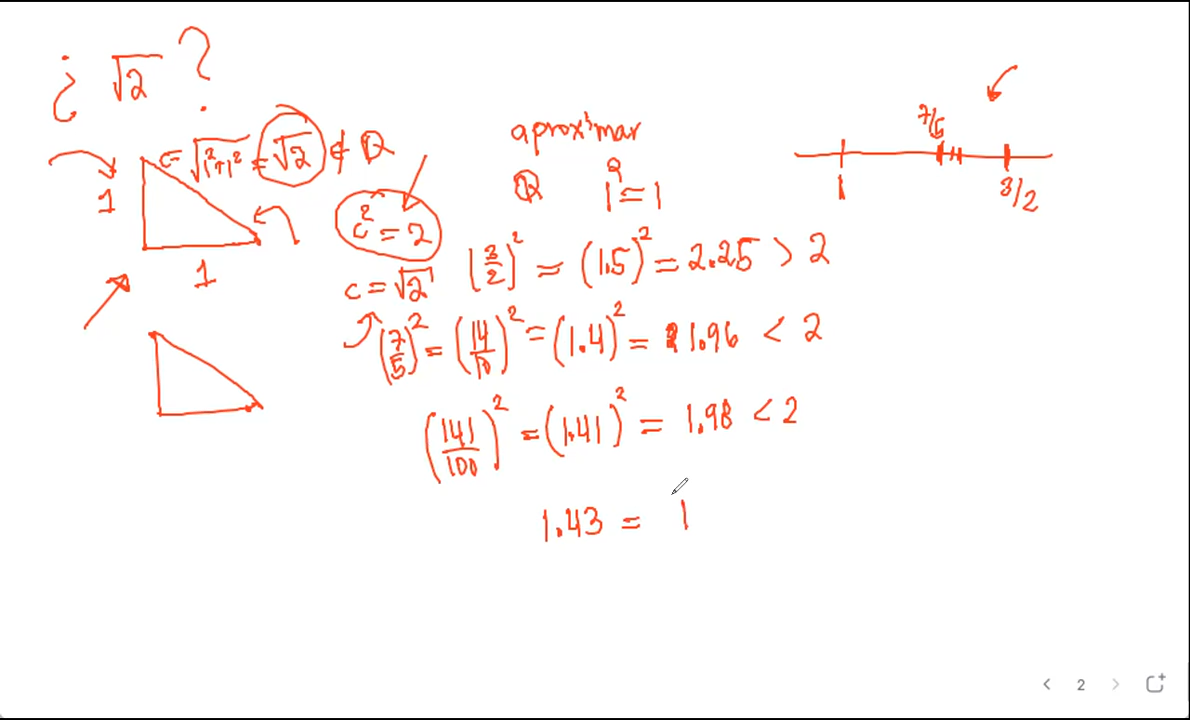 ¿ √2 ?
c = √1²+1² = √2 ∉ Q
1
1
c² = 2
c = √2
aproximar
Q 1² = 1
(3/2)² = (1.5)² = 2.25 > 2
(7/5)² = (14/10)² = (1.4)² = 1.96 < 2
(141/100)² = (1.41)² = 1.98 < 2
1.43 = 1
7/5
1
3/2
2